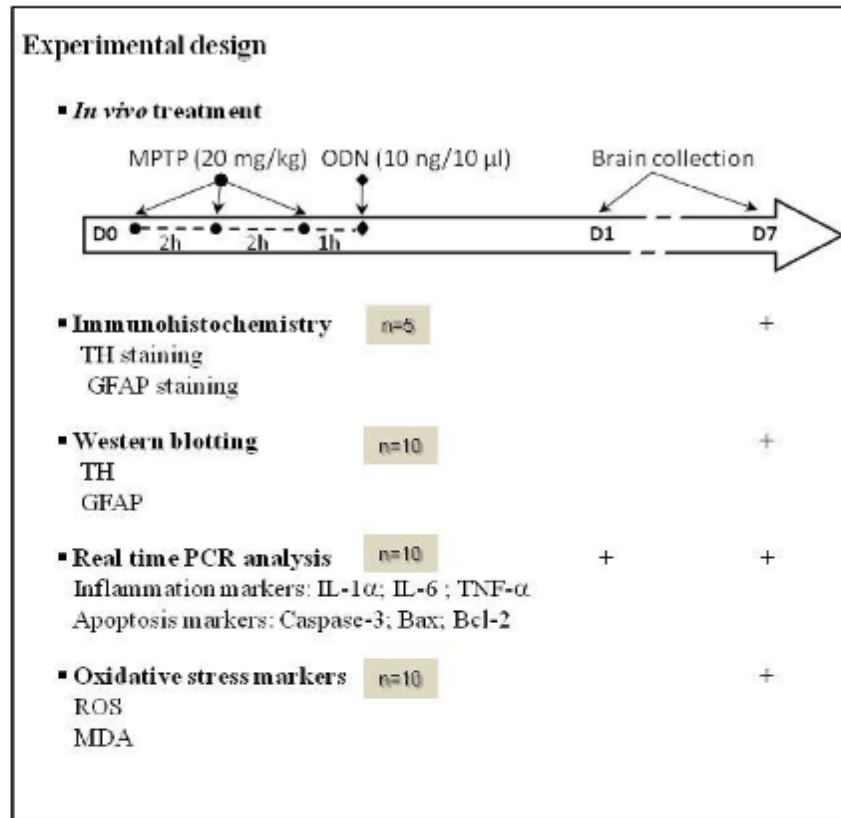 Experimental design
▪ In vivo treatment
MPTP (20 mg/kg) ODN (10 ng/10 µl) Brain collection
D0 2h 2h 1h D1 D7
▪ Immunohistochemistry n=5 +
TH staining
GFAP staining
▪ Western blotting n=10 +
TH
GFAP
▪ Real time PCR analysis n=10 + +
Inflammation markers: IL-1α; IL-6 ; TNF-α
Apoptosis markers: Caspase-3; Bax; Bcl-2
▪ Oxidative stress markers n=10 +
ROS
MDA